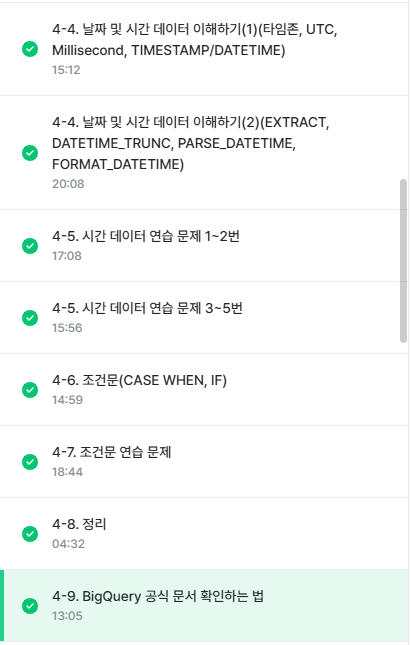 4-4. 날짜 및 시간 데이터 이해하기(1)(타임존, UTC,
Millisecond, TIMESTAMP/DATETIME)
15:12
4-4. 날짜 및 시간 데이터 이해하기(2)(EXTRACT,
DATETIME_TRUNC, PARSE_DATETIME,
FORMAT_DATETIME)
20:08
4-5. 시간 데이터 연습 문제 1~2번
17:08
4-5. 시간 데이터 연습 문제 3~5번
15:56
4-6. 조건문(CASE WHEN, IF)
14:59
4-7. 조건문 연습 문제
18:44
4-8. 정리
04:32
4-9. BigQuery 공식 문서 확인하는 법
13:05